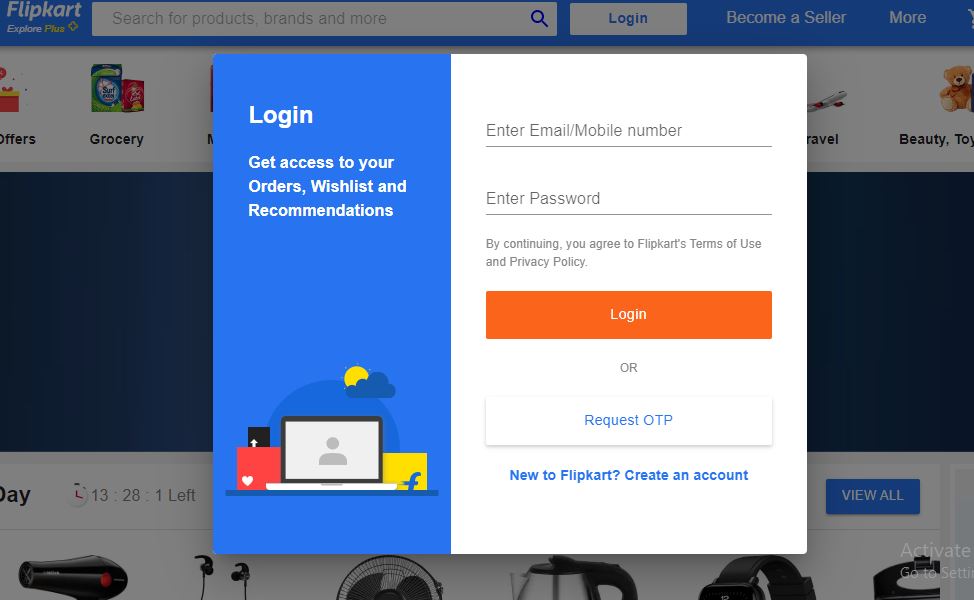 Flipkart
Explore Plus
Search for products, brands and more
Login
Become a Seller
More
Offers
Grocery
Beauty, Toy
Login
Get access to your
Orders, Wishlist and
Recommendations
Enter Email/Mobile number
Enter Password
By continuing, you agree to Flipkart's Terms of Use
and Privacy Policy.
Login
OR
Request OTP
New to Flipkart? Create an account
Day
13 : 28 : 1 Left
VIEW ALL
Activate
Go to Settin